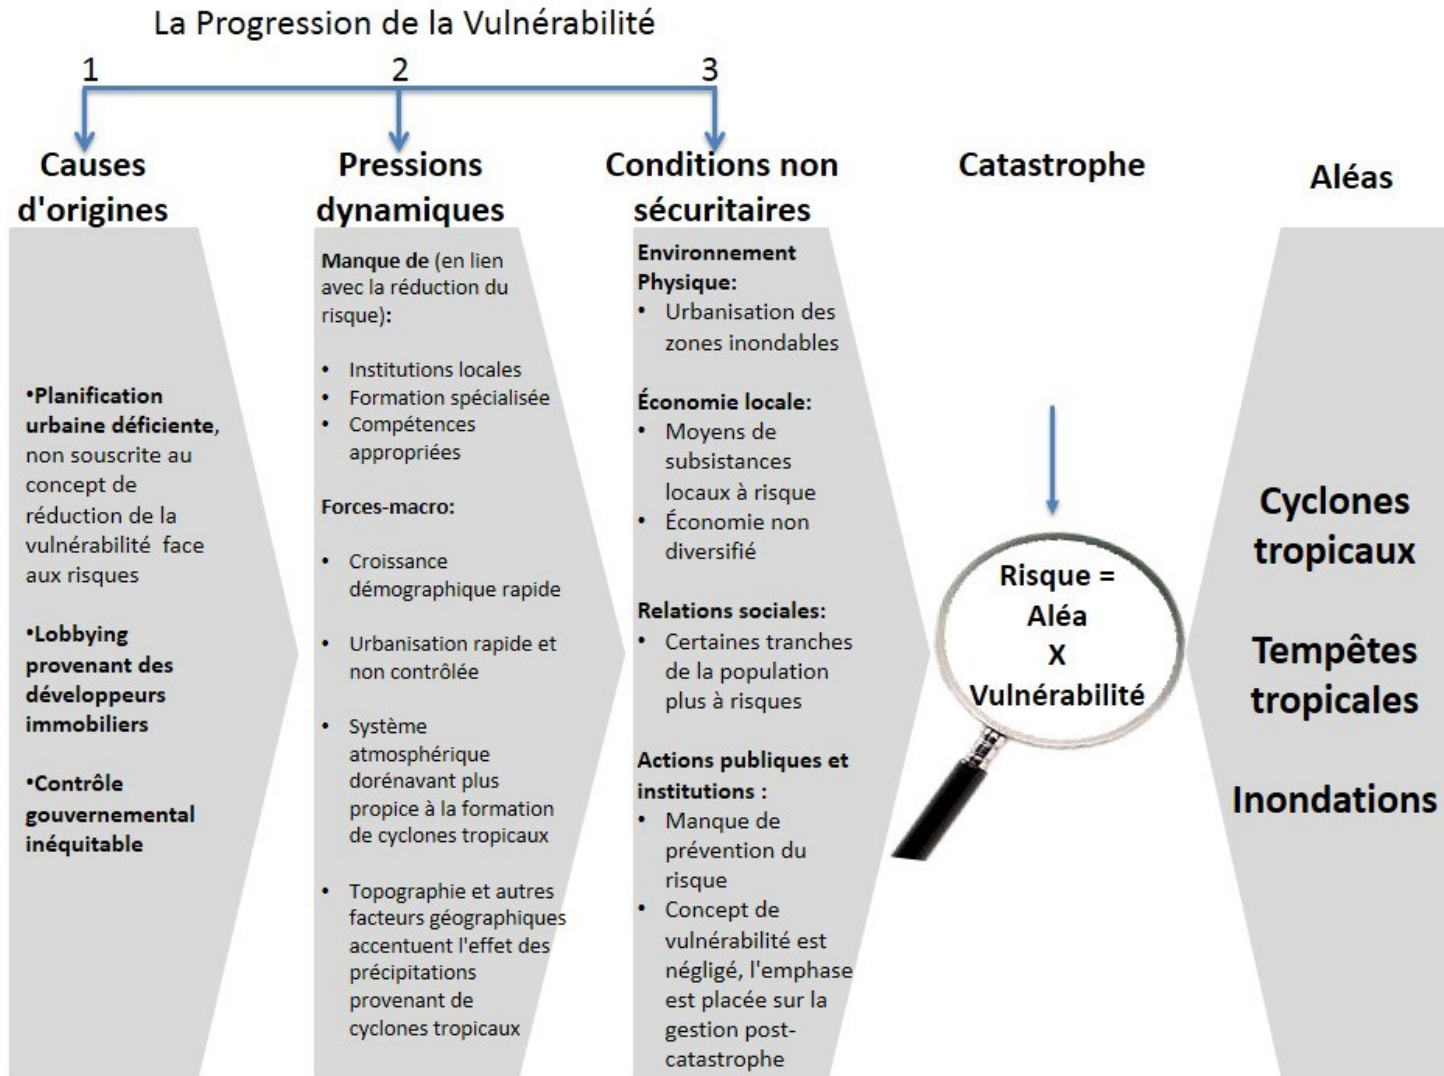 La Progression de la Vulnérabilité
1
2
3
Causes
d'origines
•Planification
urbaine déficiente,
non souscrite au
concept de
réduction de la
vulnérabilité face
aux risques
•Lobbying
provenant des
développeurs
immobiliers
•Contrôle
gouvernemental
inéquitable
Pressions
dynamiques
Manque de (en lien
avec la réduction du
risque):
• Institutions locales
• Formation spécialisée
• Compétences
appropriées
Forces-macro:
• Croissance
démographique rapide
• Urbanisation rapide et
non contrôlée
• Système
atmosphérique
dorénavant plus
propice à la formation
de cyclones tropicaux
• Topographie et autres
facteurs géographiques
accentuent l'effet des
précipitations
provenant de
cyclones tropicaux
Conditions non
sécuritaires
Environnement
Physique:
• Urbanisation des
zones inondables
Économie locale:
• Moyens de
subsistances
locaux à risque
• Économie non
diversifié
Relations sociales:
• Certaines tranches
de la population
plus à risques
Actions publiques et
institutions :
• Manque de
prévention du
risque
• Concept de
vulnérabilité est
négligé, l'emphase
est placée sur la
gestion post-
catastrophe
Catastrophe
Risque =
Aléa
X
Vulnérabilité
Aléas
Cyclones
tropicaux
Tempêtes
tropicales
Inondations